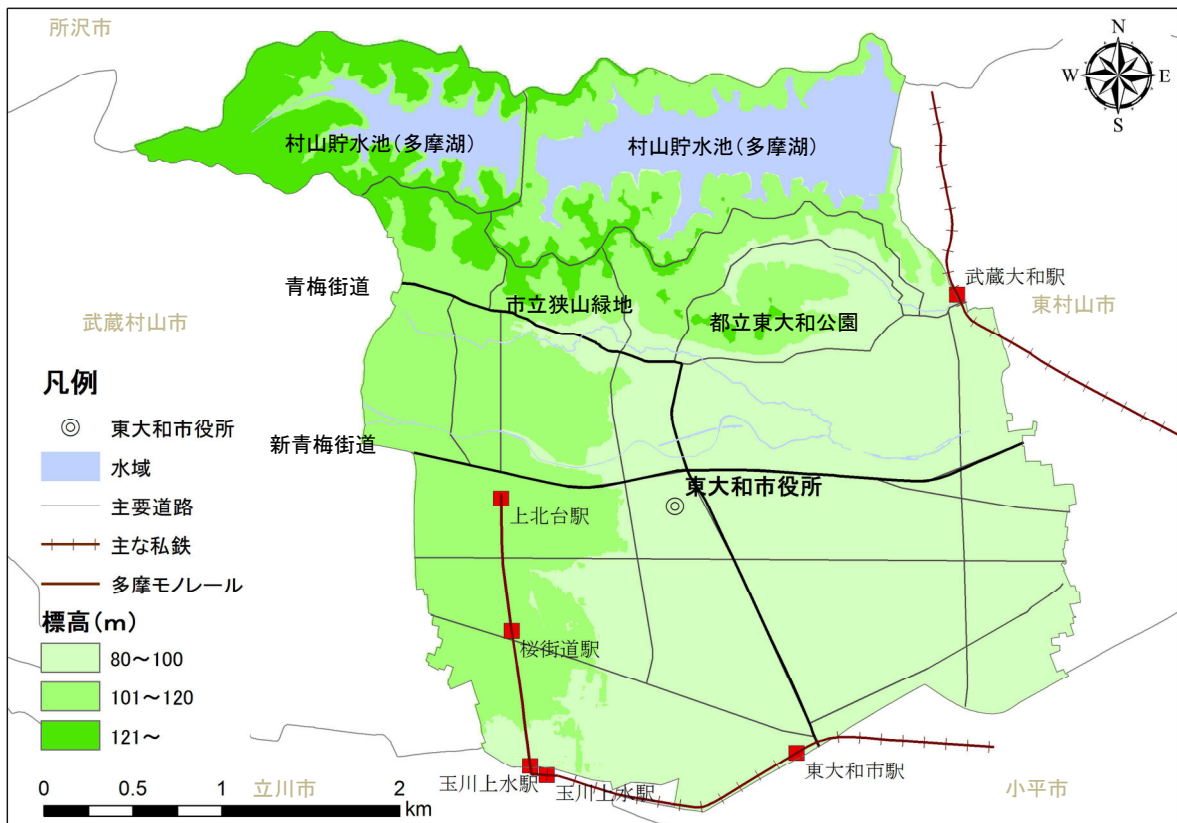 所沢市
N
W
E
S
村山貯水池(多摩湖)
村山貯水池(多摩湖)
武蔵大和駅
青梅街道
市立狭山緑地
東村山市
武蔵村山市
都立東大和公園
凡例
東大和市役所
新青梅街道
水域
東大和市役所
主要道路
上北台駅
主な私鉄
多摩モノレール
標高(m)
桜街道駅
80～100
101～120
121～
東大和市駅
玉川上水駅
玉川上水駅
立川市
小平市
0 0.5 1 2
km